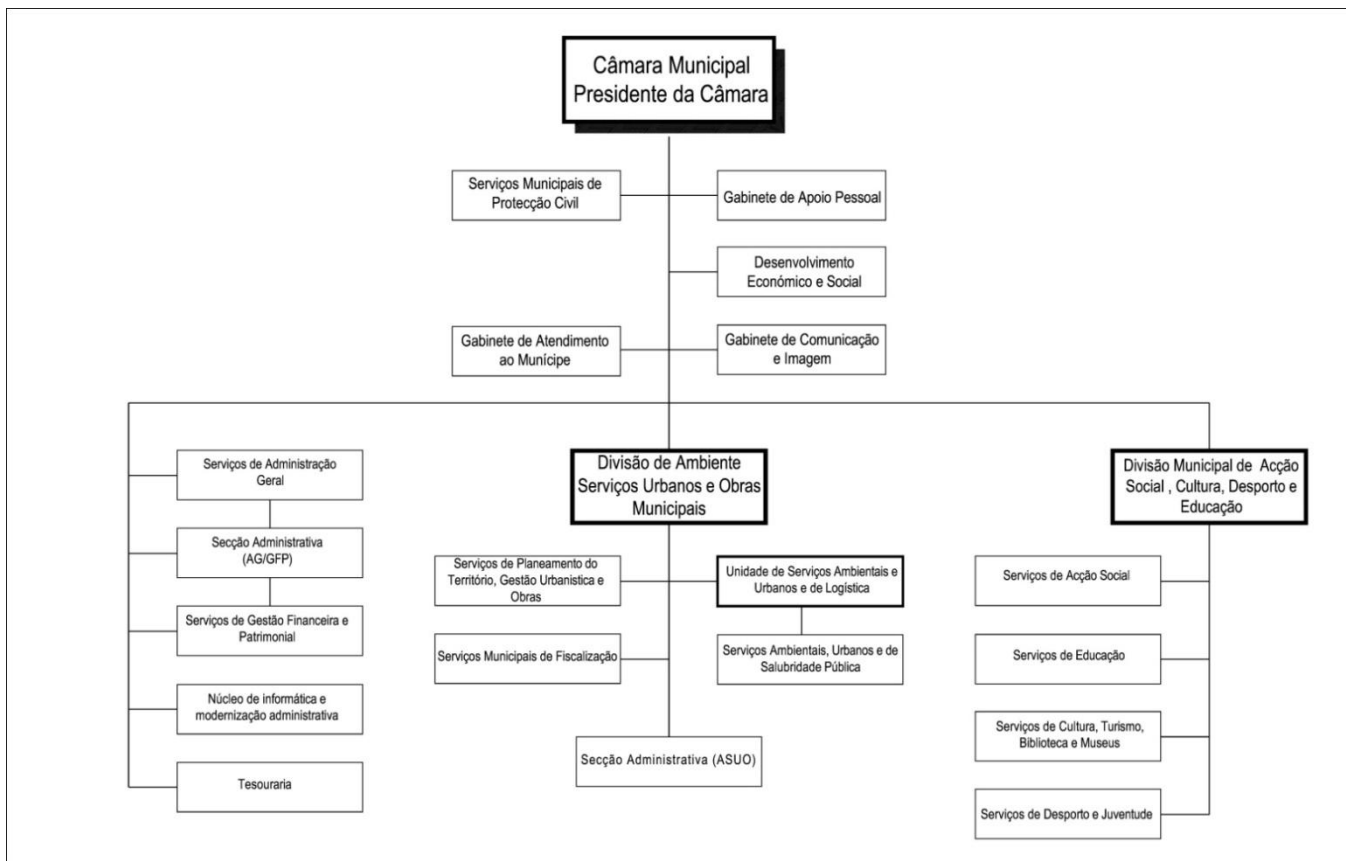 Câmara Municipal
Presidente da Câmara
Serviços Municipais de
Protecção Civil
Gabinete de Apoio Pessoal
Desenvolvimento
Económico e Social
Gabinete de Atendimento
ao Munícipe
Gabinete de Comunicação
e Imagem
Serviços de Administração
Geral
Secção Administrativa
(AG/GFP)
Serviços de Gestão Financeira e
Patrimonial
Núcleo de informática e
modernização administrativa
Tesouraria
Divisão de Ambiente
Serviços Urbanos e Obras
Municipais
Serviços de Planeamento do
Território, Gestão Urbanistica e
Obras
Unidade de Serviços Ambientais e
Urbanos e de Logística
Serviços Municipais de Fiscalização
Serviços Ambientais, Urbanos e de
Salubridade Pública
Secção Administrativa (ASUO)
Divisão Municipal de Acção
Social , Cultura, Desporto e
Educação
Serviços de Acção Social
Serviços de Educação
Serviços de Cultura, Turismo,
Biblioteca e Museus
Serviços de Desporto e Juventude